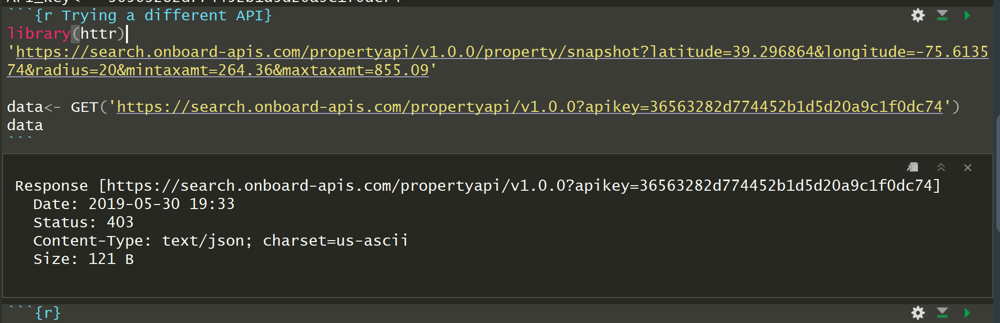 ```{r Trying a different API}
library(httr)
'https://search.onboard-apis.com/propertyapi/v1.0.0/property/snapshot?latitude=39.296864&longitude=-75.6135
74&radius=20&mintaxamt=264.36&maxtaxamt=855.09'
data<- GET('https://search.onboard-apis.com/propertyapi/v1.0.0?apikey=36563282d774452b1d5d20a9c1f0dc74')
data
```
Response [https://search.onboard-apis.com/propertyapi/v1.0.0?apikey=36563282d774452b1d5d20a9c1f0dc74]
Date: 2019-05-30 19:33
Status: 403
Content-Type: text/json; charset=us-ascii
Size: 121 B
```{r}